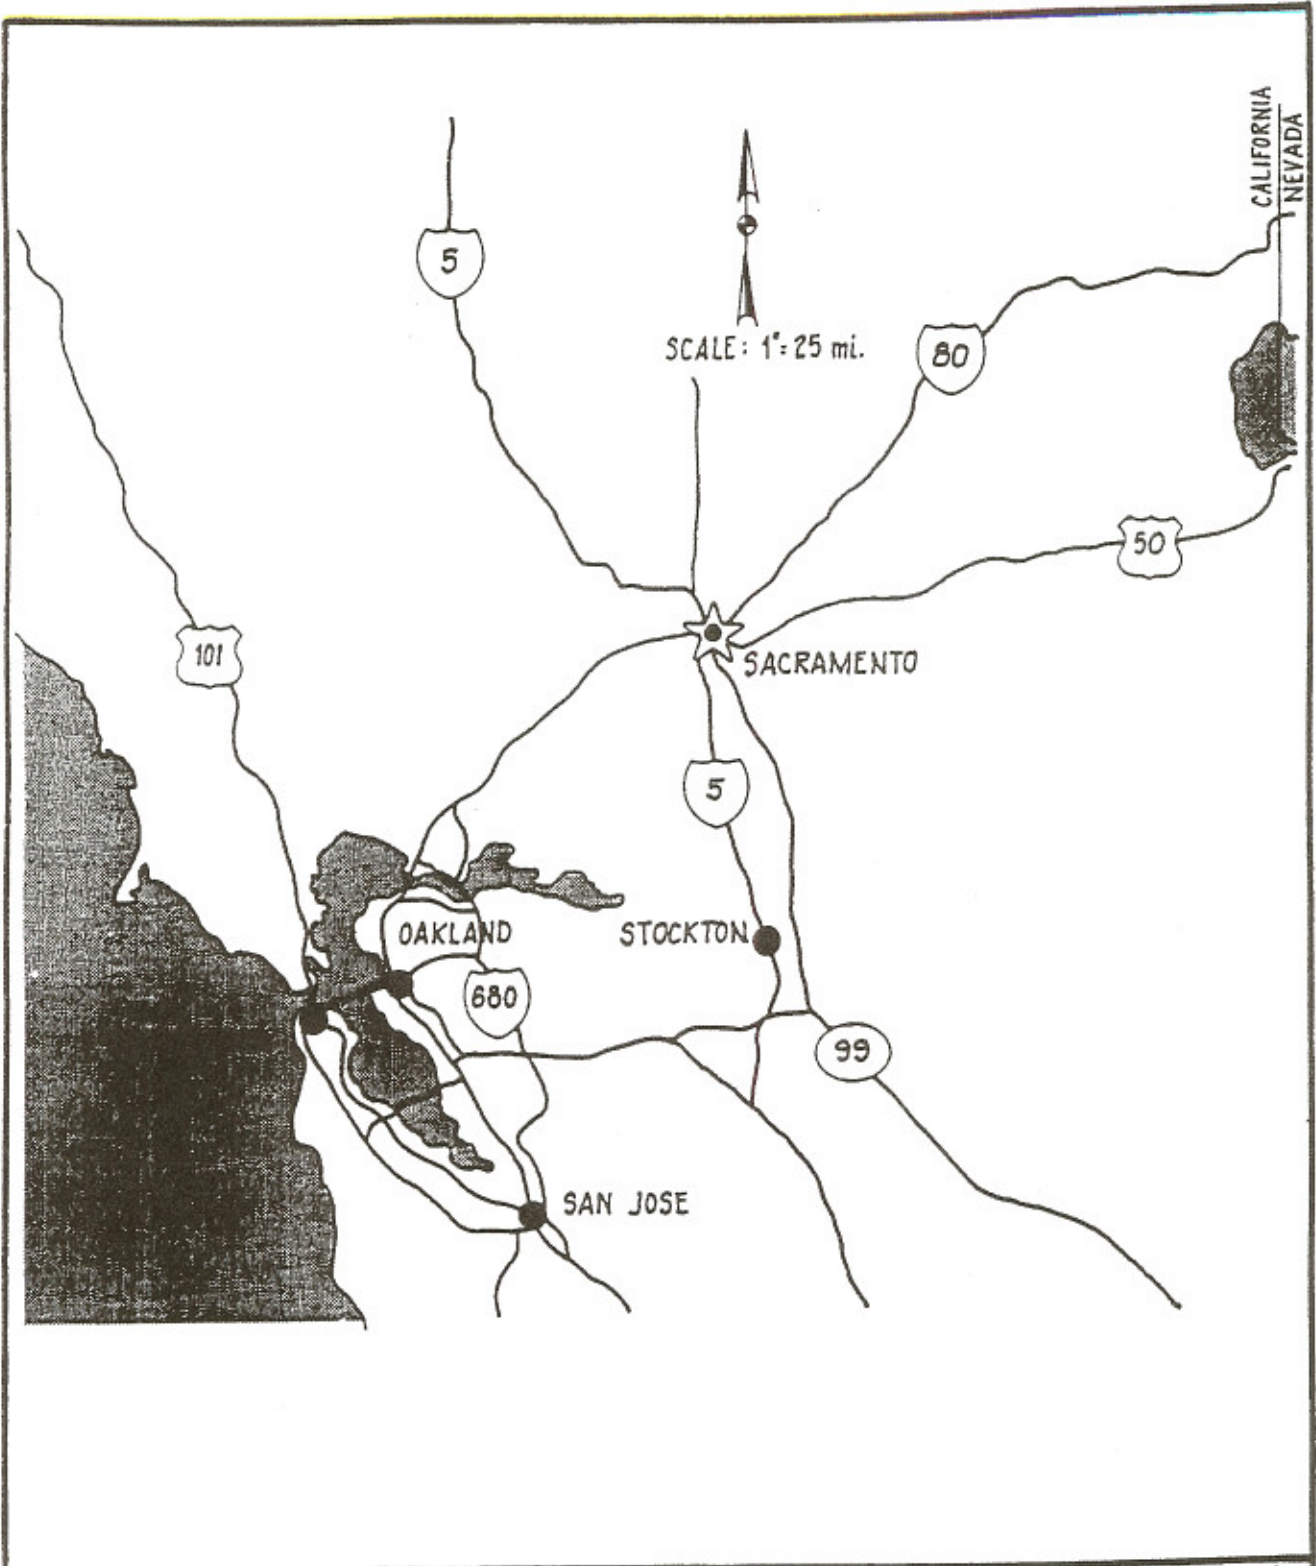 CALIFORNIA
NEVADA
5
SCALE: 1"= 25 mi.
80
50
101
SACRAMENTO
5
OAKLAND
STOCKTON
680
99
SAN JOSE